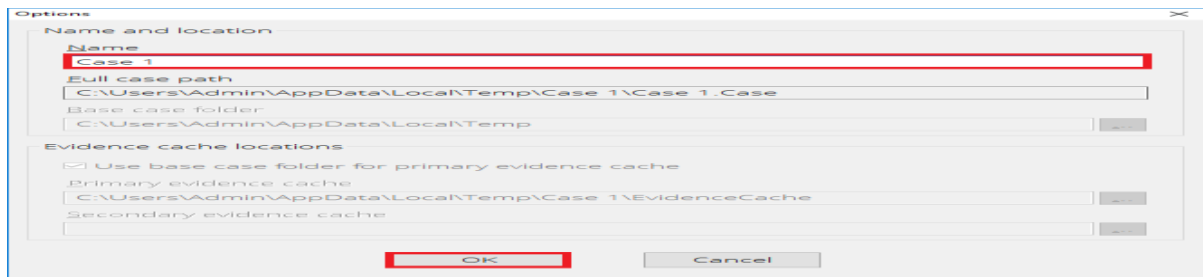 Options
Name and location
Name
Case 1
Full case path
C:\Users\Admin\AppData\Local\Temp\Case 1\Case 1.Case
Base case folder
C:\Users\Admin\AppData\Local\Temp
...
Evidence cache locations
Use base case folder for primary evidence cache
Primary evidence cache
C:\Users\Admin\AppData\Local\Temp\Case 1\EvidenceCache
...
Secondary evidence cache
...
OK Cancel